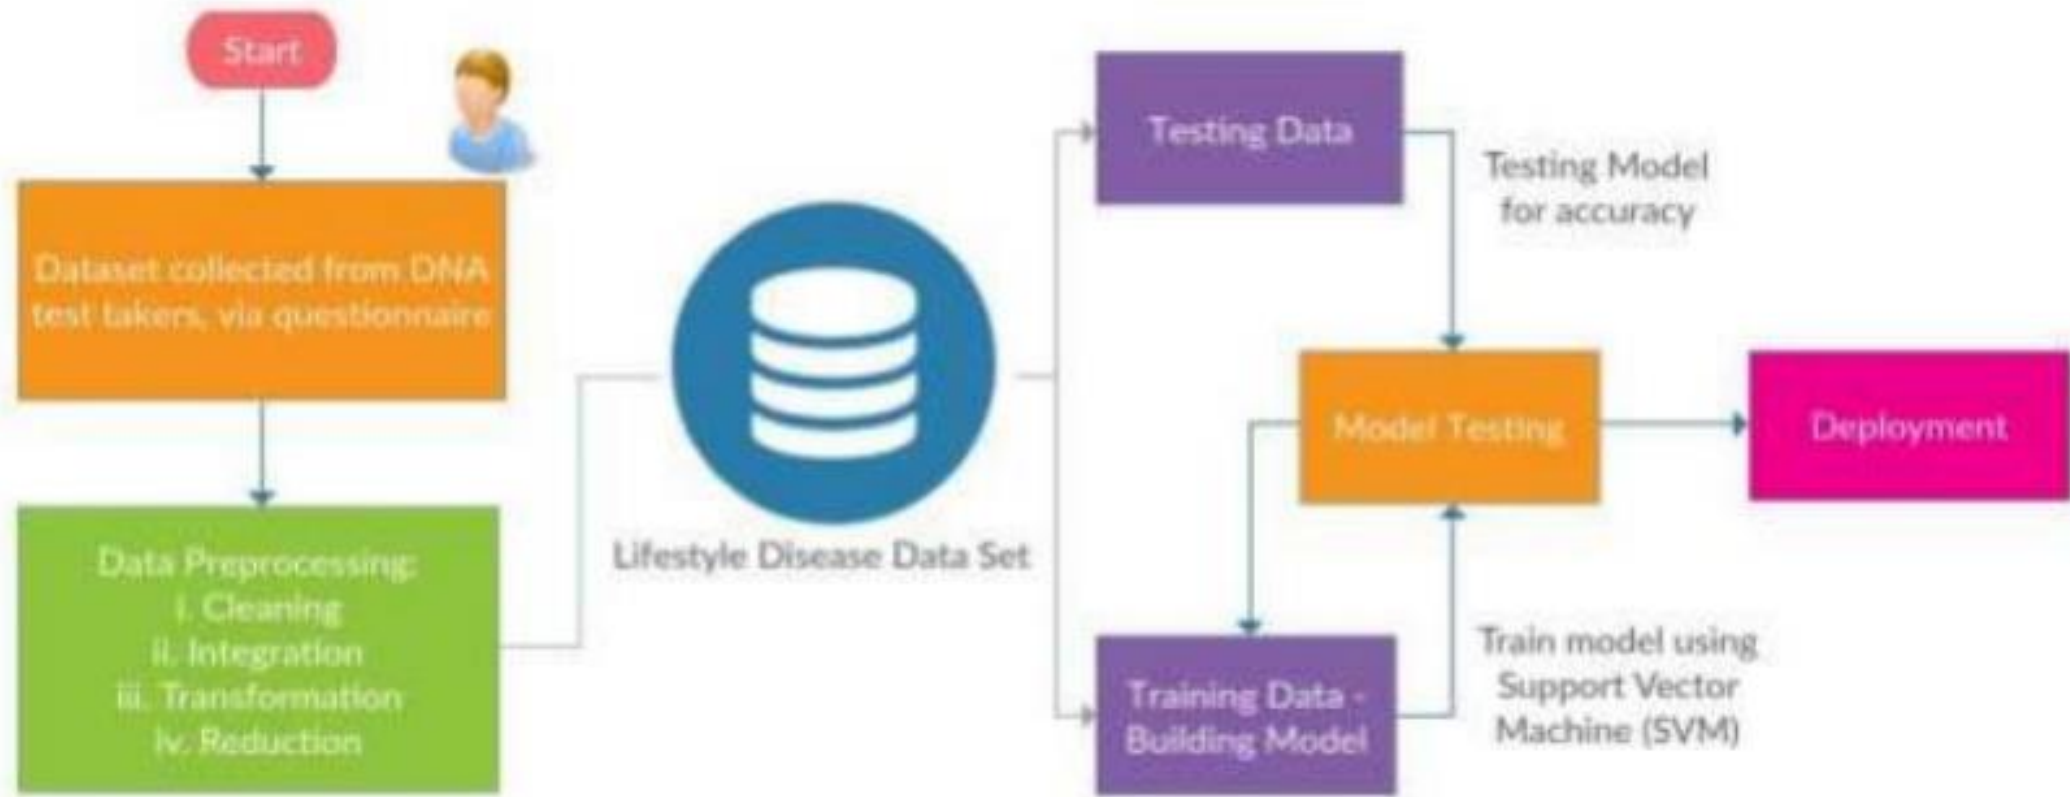 Start
Dataset collected from DNA
test takers, via questionnaire
Data Preprocessing:
i. Cleaning
ii. Integration
iii. Transformation
iv. Reduction
Lifestyle Disease Data Set
Testing Data
Testing Model
for accuracy
Model Testing
Deployment
Training Data -
Building Model
Train model using
Support Vector
Machine (SVM)